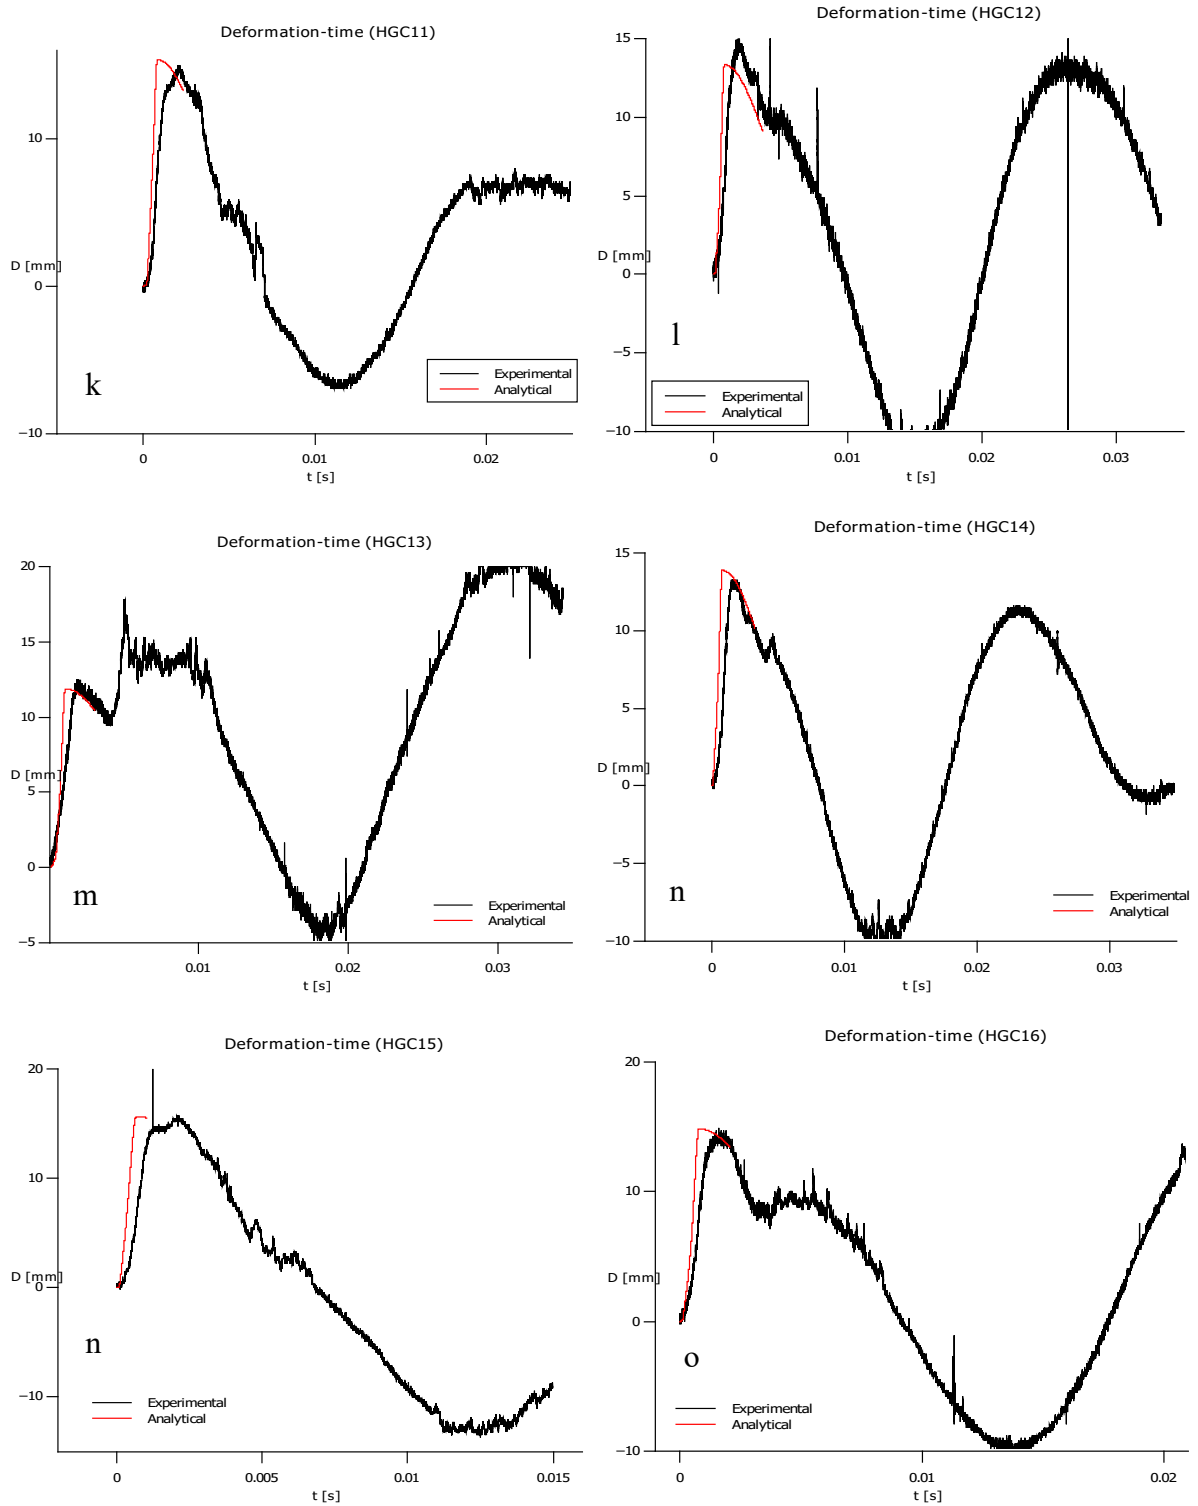 Deformation-time (HGC11)
10
D [mm]
0
−10
0
0.01
0.02
t [s]
k
Experimental
Analytical
Deformation-time (HGC12)
15
10
5
D [mm]
0
−5
−10
0
0.01
0.02
0.03
t [s]
l
Experimental
Analytical
Deformation-time (HGC13)
20
15
10
D [mm]
5
0
−5
0.01
0.02
0.03
t [s]
m
Experimental
Analytical
Deformation-time (HGC14)
15
10
5
D [mm]
0
−5
−10
0
0.01
0.02
0.03
t [s]
n
Experimental
Analytical
Deformation-time (HGC15)
20
10
D [mm]
0
−10
0
0.005
0.01
0.015
t [s]
n
Experimental
Analytical
Deformation-time (HGC16)
20
10
D [mm]
0
−10
0
0.01
0.02
t [s]
o
Experimental
Analytical